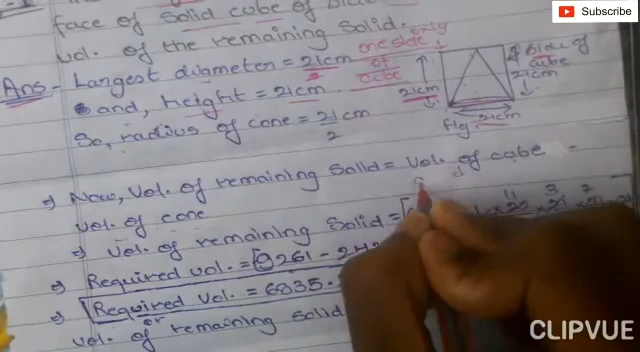 Subscribe
face of solid cube of side
vol. of the remaining solid.
Ans - Largest diameter = 21cm one side of cube
and, height = 21cm
So, radius of cone = 21cm/2
21cm
side of cube
21cm
fig. 21cm
⇒ Now, Vol. of remaining solid = Vol. of cube -
vol. of cone
⇒ Vol. of remaining solid = [
⇒ Required vol. = [9261 - 242
⇒ Required vol. = 6835.
or
vol. of remaining solid
CLIPVUE